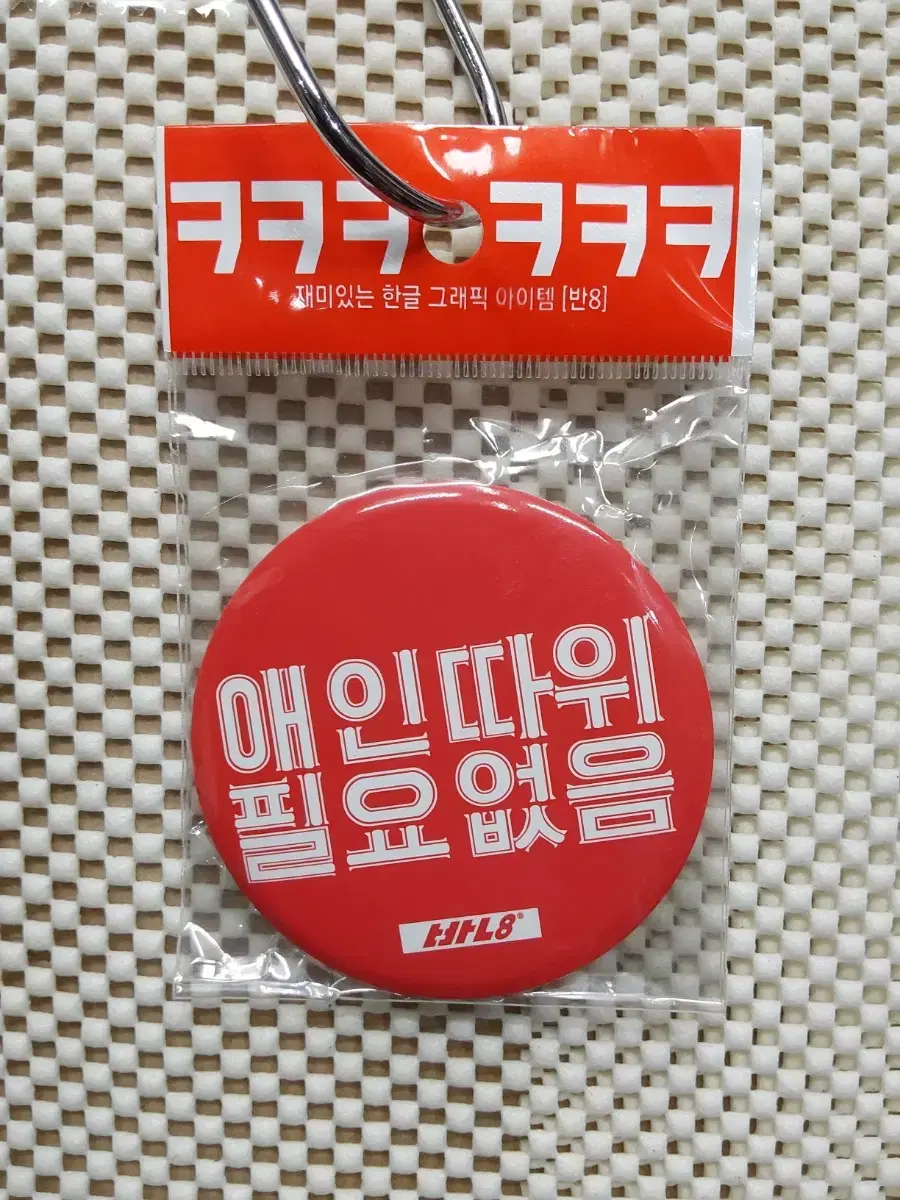 ㅋㅋㅋ ㅋㅋㅋ
재미있는 한글 그래픽 아이템 [반8]
애인따위
필요없음
반8®